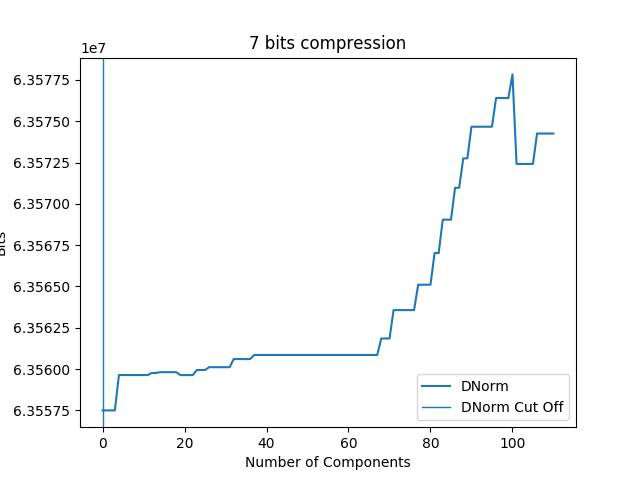 7 bits compression
1e7
6.35775
6.35750
6.35725
6.35700
6.35675
6.35650
6.35625
6.35600
6.35575
Bits
DNorm
DNorm Cut Off
0 20 40 60 80 100
Number of Components